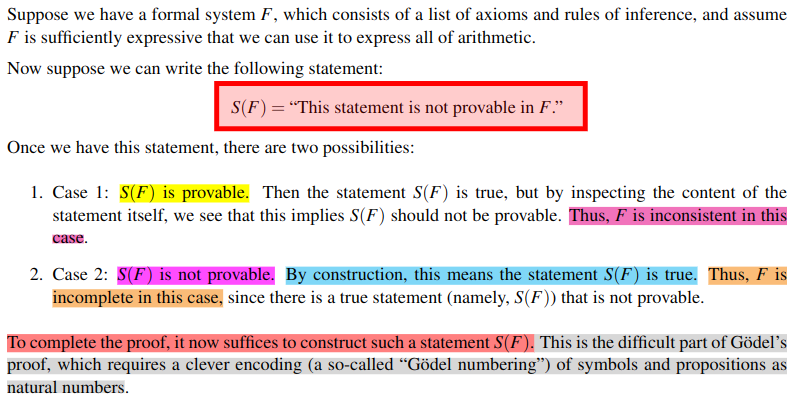 Suppose we have a formal system F, which consists of a list of axioms and rules of inference, and assume
F is sufficiently expressive that we can use it to express all of arithmetic.
Now suppose we can write the following statement:
S(F) = “This statement is not provable in F.”
Once we have this statement, there are two possibilities:
1. Case 1: S(F) is provable. Then the statement S(F) is true, but by inspecting the content of the
statement itself, we see that this implies S(F) should not be provable. Thus, F is inconsistent in this
case.
2. Case 2: S(F) is not provable. By construction, this means the statement S(F) is true. Thus, F is
incomplete in this case, since there is a true statement (namely, S(F)) that is not provable.
To complete the proof, it now suffices to construct such a statement S(F). This is the difficult part of Gödel’s
proof, which requires a clever encoding (a so-called “Gödel numbering”) of symbols and propositions as
natural numbers.